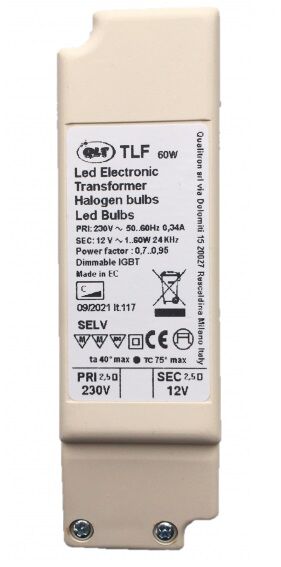 QLT TLF 60W
Led Electronic
Transformer
Halogen bulbs
Led Bulbs
PRI: 230V ~ 50..60Hz 0,34A
SEC: 12 V ~ 1..60W 24 KHz
Power factor : 0,7..0,95
Dimmable IGBT
Made in EC
C
09/2021 lt.117
SELV
M M 110 CE F
ta 40° max ● TC 75° max
PRI 2,5
230V
SEC 2,5
12V
Qualitron srl via Dolomiti 15 20027 Rescaldina Milano Italy